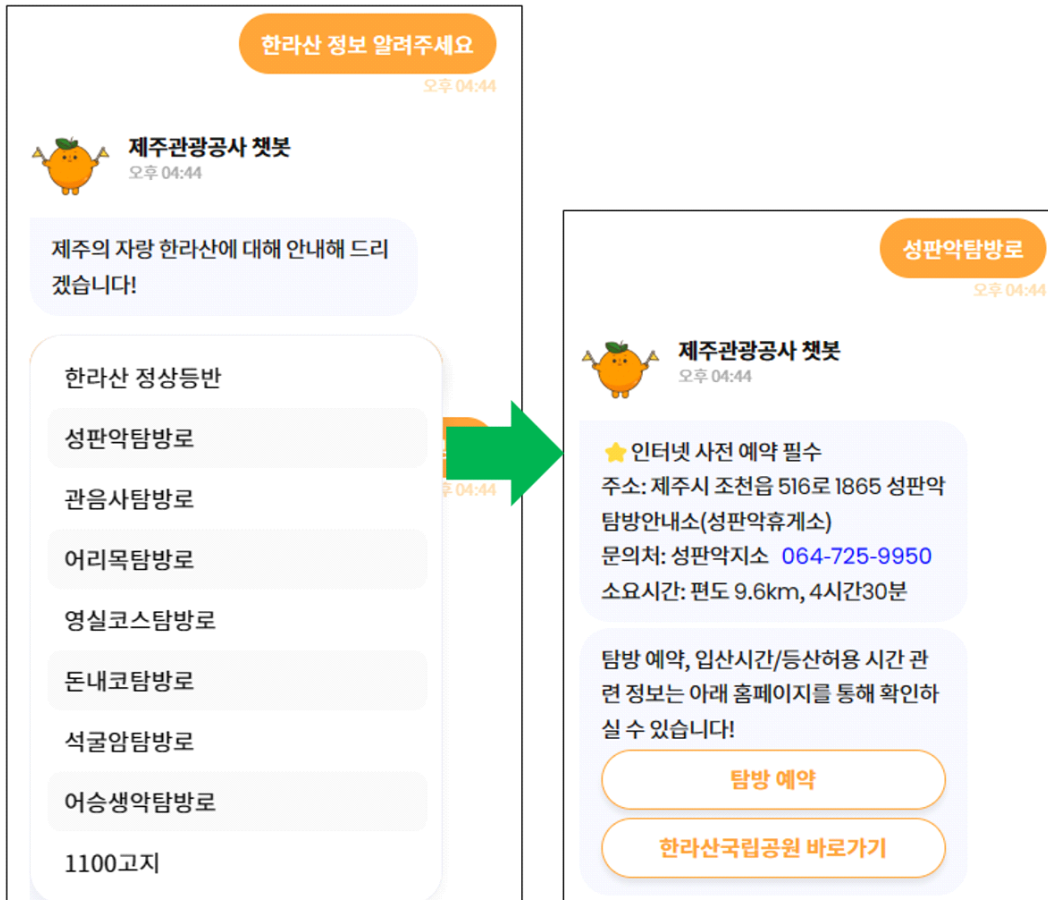 한라산 정보 알려주세요
오후 04:44
제주관광공사 챗봇
오후 04:44
제주의 자랑 한라산에 대해 안내해 드리
겠습니다!
한라산 정상등반
성판악탐방로
관음사탐방로
어리목탐방로
영실코스탐방로
돈내코탐방로
석굴암탐방로
어승생악탐방로
1100고지
후 04:44
성판악탐방로
오후 04:44
제주관광공사 챗봇
오후 04:44
인터넷 사전 예약 필수
주소: 제주시 조천읍 516로 1865 성판악
탐방안내소(성판악휴게소)
문의처: 성판악지소 064-725-9950
소요시간: 편도 9.6km, 4시간30분
탐방 예약, 입산시간/등산허용 시간 관
련 정보는 아래 홈페이지를 통해 확인하
실 수 있습니다!
탐방 예약
한라산국립공원 바로가기